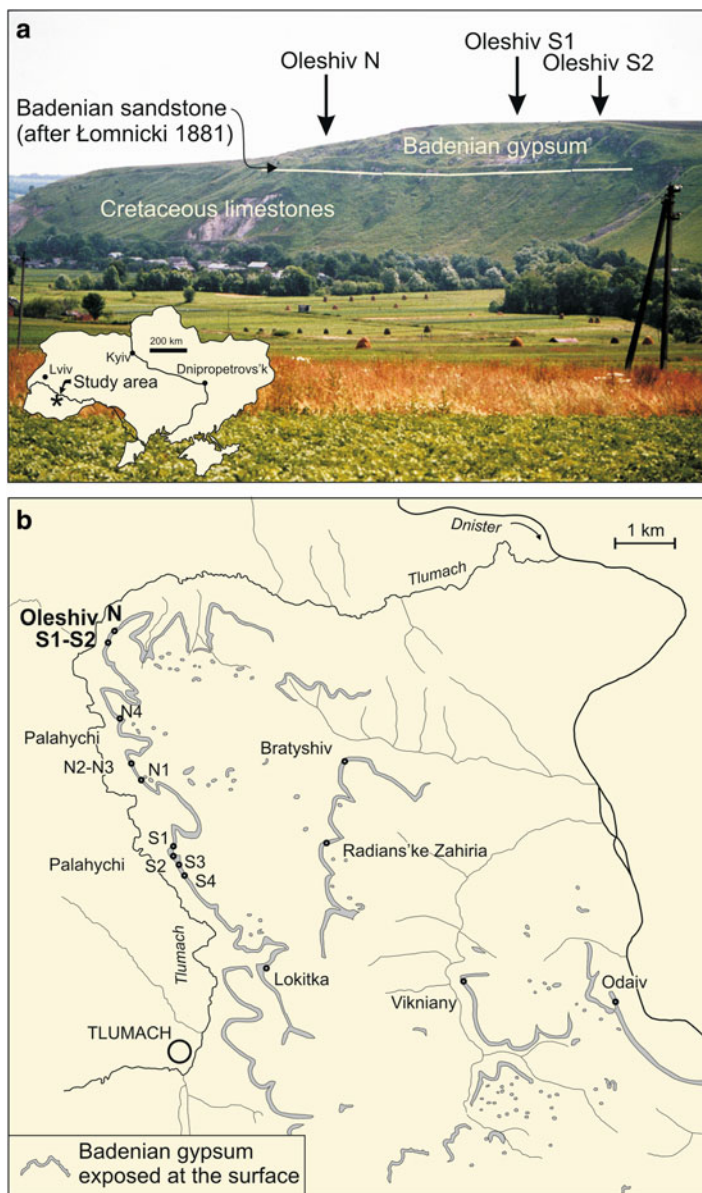 a
Oleshiv N
Oleshiv S1
Oleshiv S2
Badenian sandstone
(after Łomnicki 1881)
Badenian gypsum
Cretaceous limestones
200 km
Kyiv
Lviv
Dnipropetrovs'k
Study area
b
1 km
Dnister
Tlumach
Oleshiv N
S1-S2
N4
Palahychi
N2-N3
N1
Bratyshiv
S1
Radians'ke Zahiria
Palahychi
S2
S3
S4
Tlumach
Lokitka
Vikniany
Odaiv
TLUMACH
Badenian gypsum
exposed at the surface